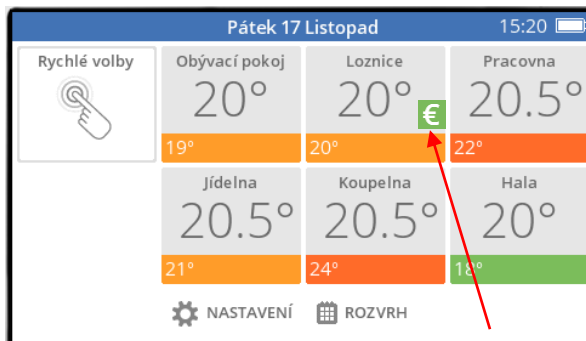 Pátek 17 Listopad 15:20
Rychlé volby
Obývací pokoj
20°
19°
Loznice
20°
€
20°
Pracovna
20.5°
22°
Jídelna
20.5°
21°
Koupelna
20.5°
24°
Hala
20°
18°
NASTAVENÍ ROZVRH